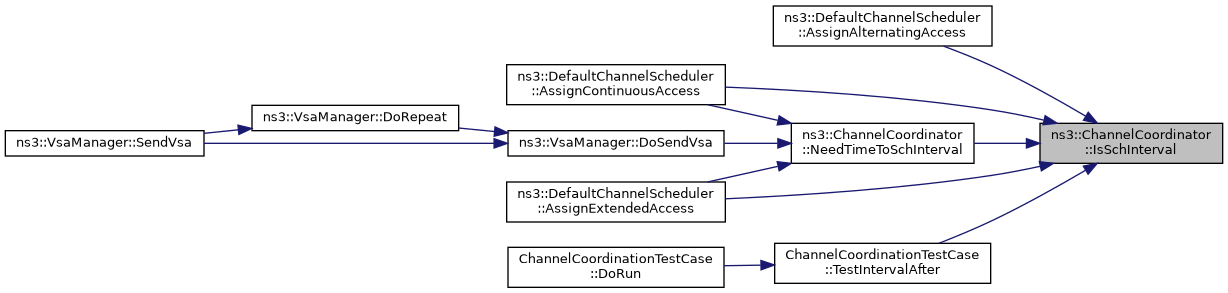 ns3::DefaultChannelScheduler
::AssignAlternatingAccess
ns3::DefaultChannelScheduler
::AssignContinuousAccess
ns3::VsaManager::DoRepeat
ns3::VsaManager::SendVsa
ns3::VsaManager::DoSendVsa
ns3::ChannelCoordinator
::NeedTimeToSchInterval
ns3::ChannelCoordinator
::IsSchInterval
ns3::DefaultChannelScheduler
::AssignExtendedAccess
ChannelCoordinationTestCase
::DoRun
ChannelCoordinationTestCase
::TestIntervalAfter